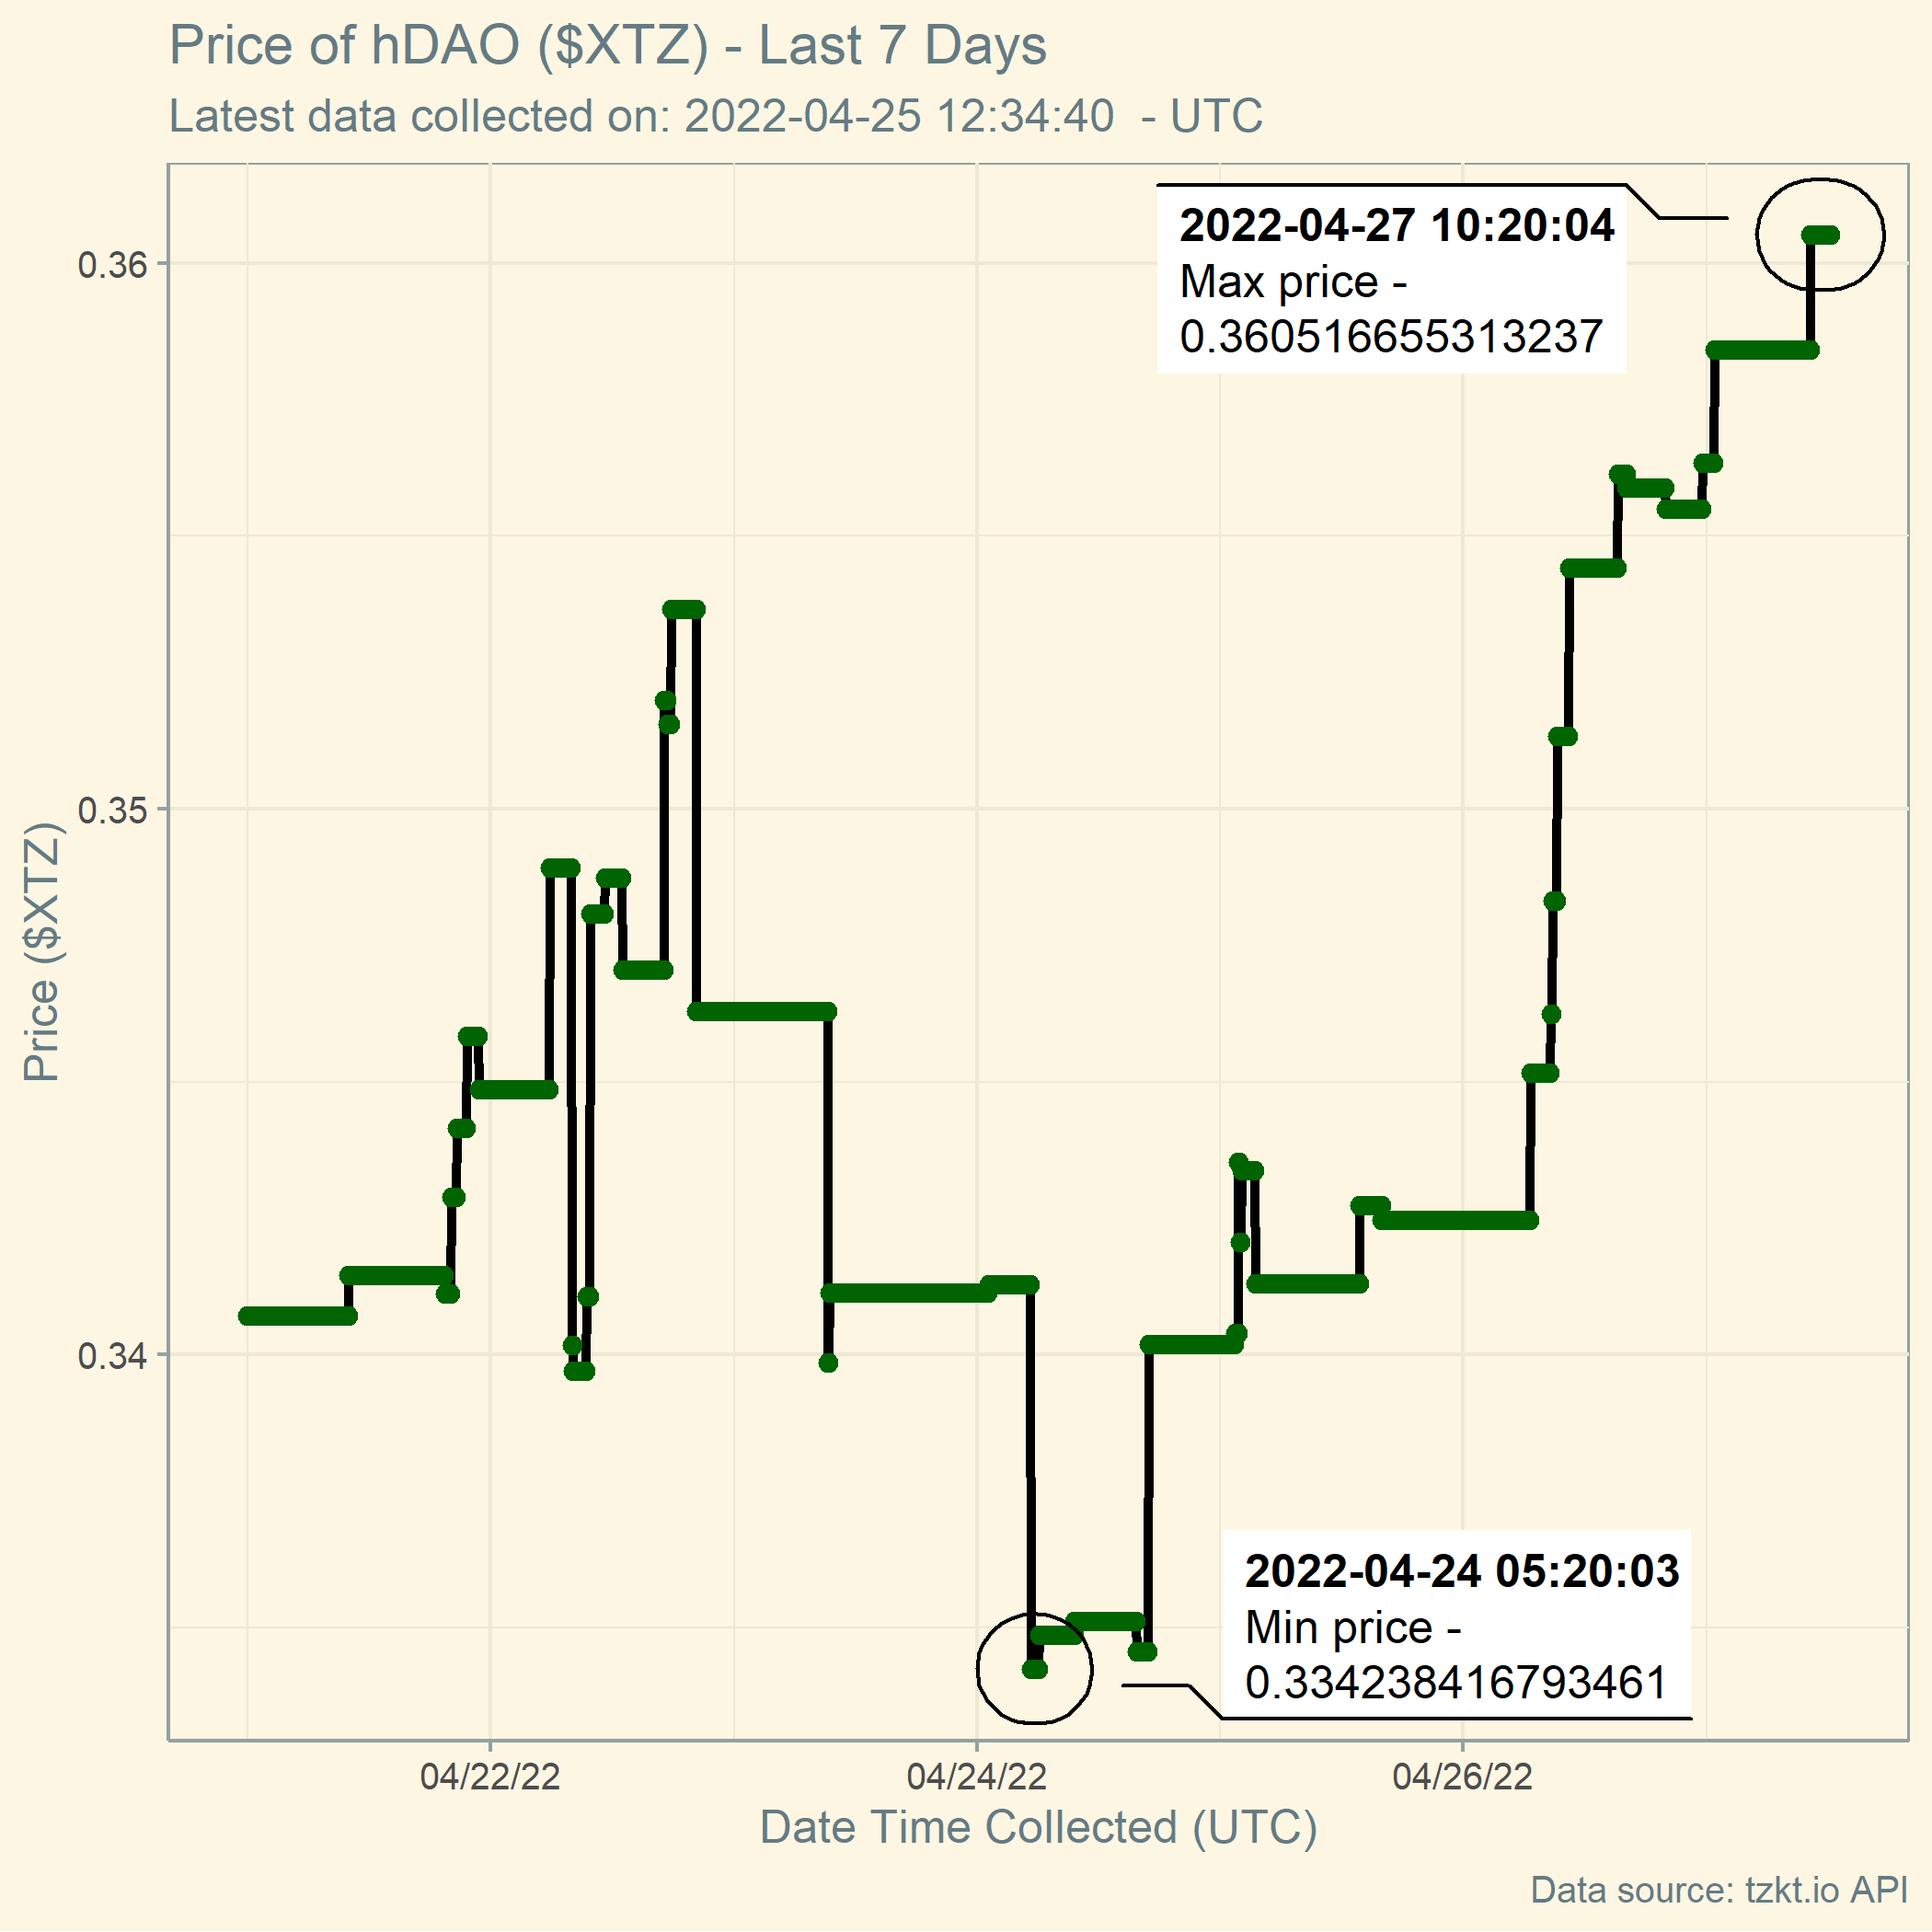 Price of hDAO ($XTZ) - Last 7 Days
Latest data collected on: 2022-04-25 12:34:40  - UTC
2022-04-27 10:20:04
Max price -
0.360516655313237
0.36
0.35
Price ($XTZ)
0.34
2022-04-24 05:20:03
Min price -
0.334238416793461
04/22/22
04/24/22
04/26/22
Date Time Collected (UTC)
Data source: tzkt.io API